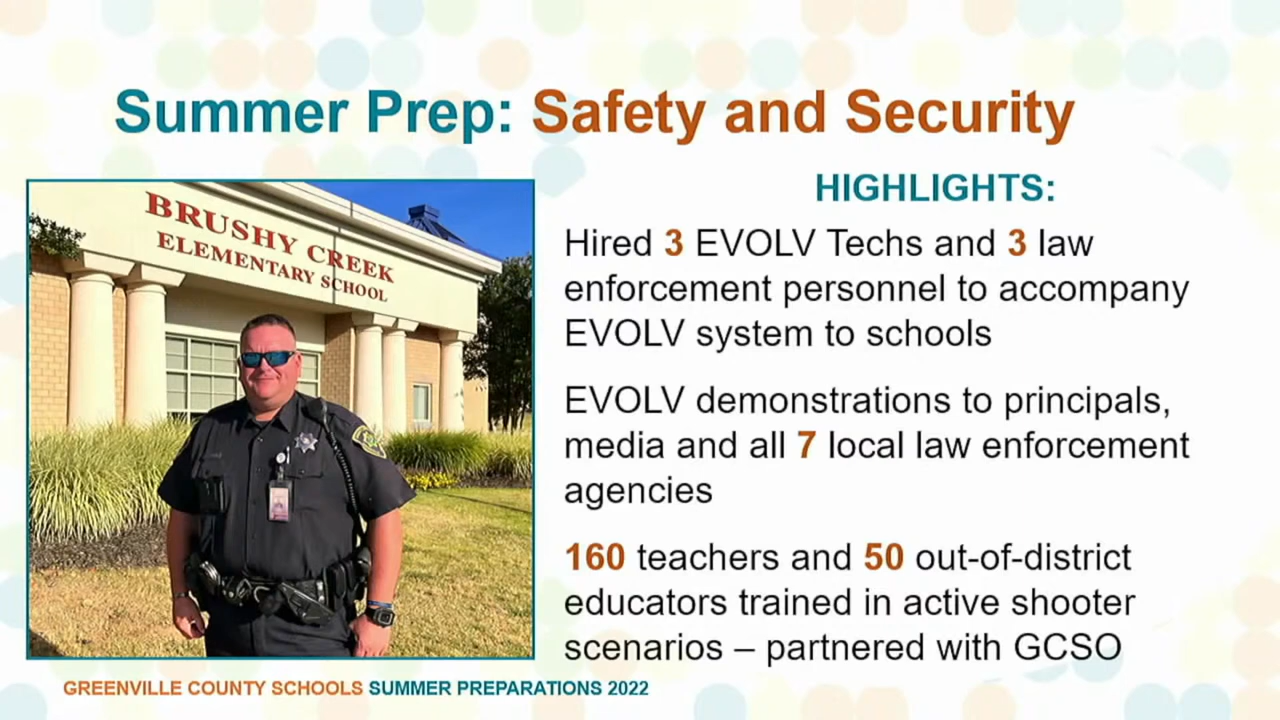 Summer Prep: Safety and Security
BRUSHY CREEK
ELEMENTARY SCHOOL
HIGHLIGHTS:
Hired 3 EVOLV Techs and 3 law
enforcement personnel to accompany
EVOLV system to schools
EVOLV demonstrations to principals,
media and all 7 local law enforcement
agencies
160 teachers and 50 out-of-district
educators trained in active shooter
scenarios – partnered with GCSO
GREENVILLE COUNTY SCHOOLS SUMMER PREPARATIONS 2022